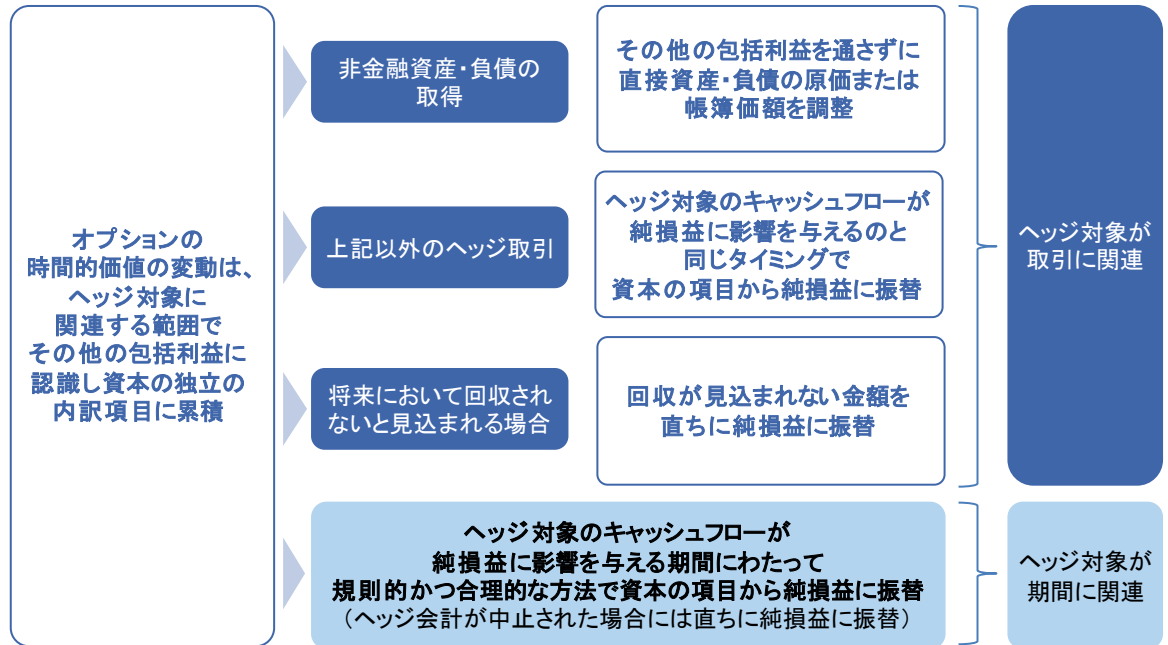 オプションの
時間的価値の変動は、
ヘッジ対象に
関連する範囲で
その他の包括利益に
認識し資本の独立の
内訳項目に累積
非金融資産・負債の
取得
その他の包括利益を通さずに
直接資産・負債の原価または
帳簿価額を調整
上記以外のヘッジ取引
ヘッジ対象のキャッシュフローが
純損益に影響を与えるのと
同じタイミングで
資本の項目から純損益に振替
将来において回収され
ないと見込まれる場合
回収が見込まれない金額を
直ちに純損益に振替
ヘッジ対象が
取引に関連
ヘッジ対象のキャッシュフローが
純損益に影響を与える期間にわたって
規則的かつ合理的な方法で資本の項目から純損益に振替
（ヘッジ会計が中止された場合には直ちに純損益に振替）
ヘッジ対象が
期間に関連